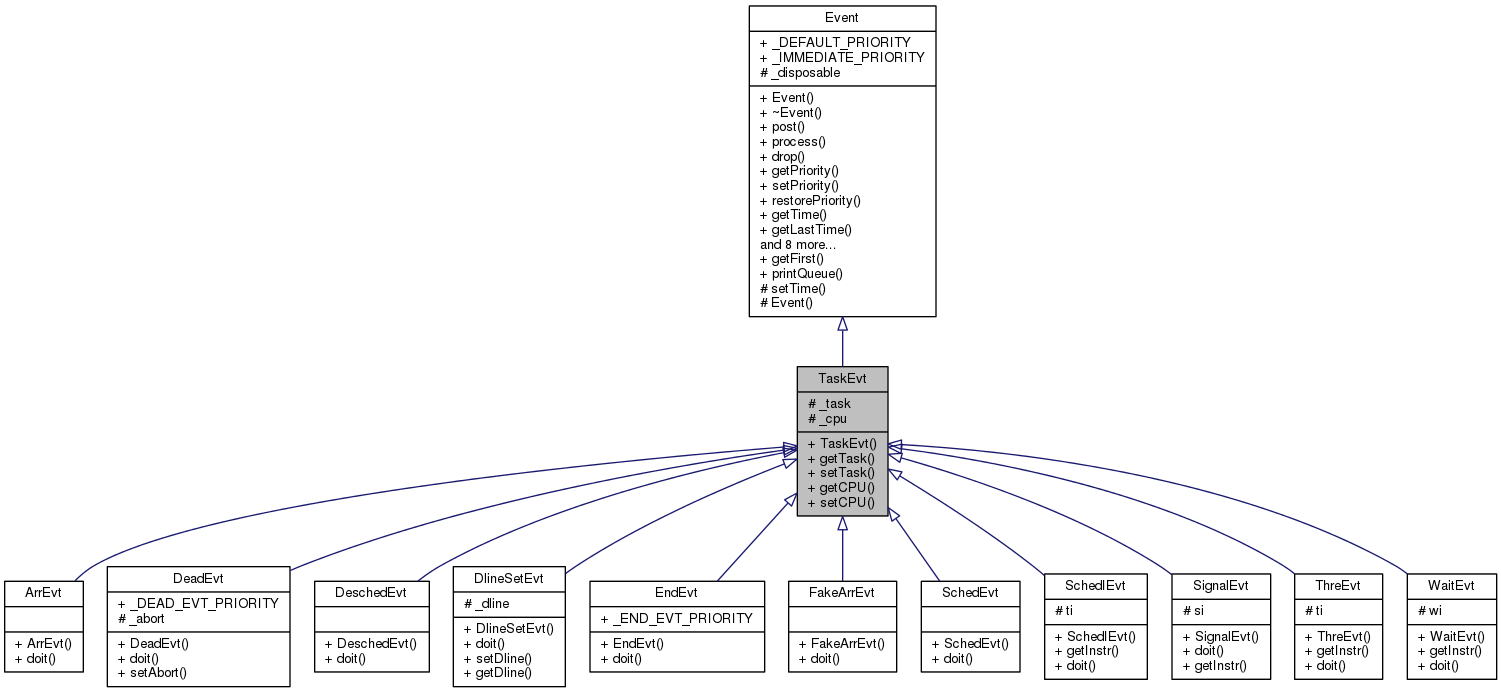 Event
+ _DEFAULT_PRIORITY
+ _IMMEDIATE_PRIORITY
# _disposable
+ Event()
+ ~Event()
+ post()
+ process()
+ drop()
+ getPriority()
+ setPriority()
+ restorePriority()
+ getTime()
+ getLastTime()
and 8 more...
+ getFirst()
+ printQueue()
# setTime()
# Event()
TaskEvt
# _task
# _cpu
+ TaskEvt()
+ getTask()
+ setTask()
+ getCPU()
+ setCPU()
ArrEvt
+ ArrEvt()
+ doit()
DeadEvt
+ _DEAD_EVT_PRIORITY
# _abort
+ DeadEvt()
+ doit()
+ setAbort()
DeschedEvt
+ DeschedEvt()
+ doit()
DlineSetEvt
# _dline
+ DlineSetEvt()
+ doit()
+ setDline()
+ getDline()
EndEvt
+ _END_EVT_PRIORITY
+ EndEvt()
+ doit()
FakeArrEvt
+ FakeArrEvt()
+ doit()
SchedEvt
+ SchedEvt()
+ doit()
SchedIEvt
# ti
+ SchedIEvt()
+ getInstr()
+ doit()
SignalEvt
# si
+ SignalEvt()
+ doit()
+ getInstr()
ThreEvt
# ti
+ ThreEvt()
+ getInstr()
+ doit()
WaitEvt
# wi
+ WaitEvt()
+ getInstr()
+ doit()